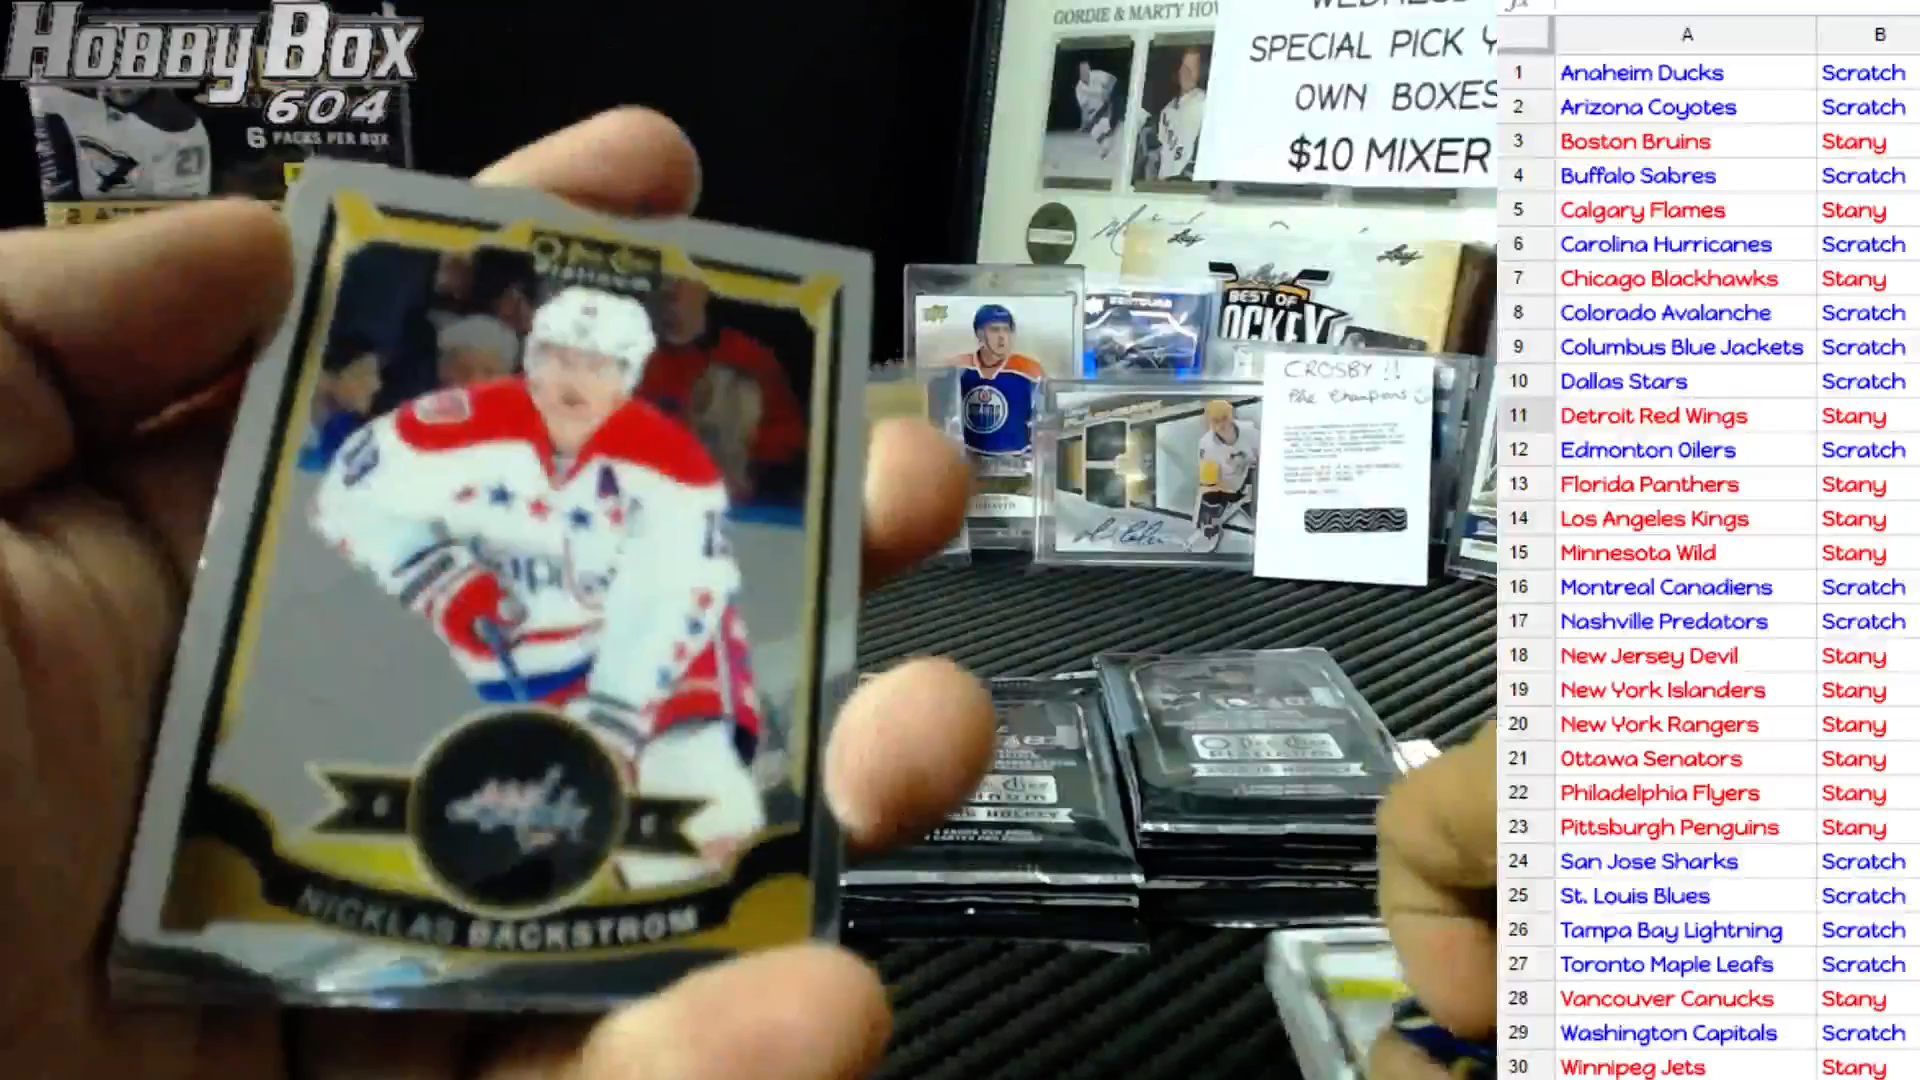 HobbyBox
604
6 PACKS PER BOX
GORDIE & MARTY
SPECIAL PICK
OWN BOXES
$10 MIXER
BEST OF
CROSBY !!
The Champions
O-Pee-Chee
Platinum
NICKLAS BACKSTROM
A B
1 Anaheim Ducks Scratch
2 Arizona Coyotes Scratch
3 Boston Bruins Stany
4 Buffalo Sabres Scratch
5 Calgary Flames Stany
6 Carolina Hurricanes Scratch
7 Chicago Blackhawks Stany
8 Colorado Avalanche Scratch
9 Columbus Blue Jackets Scratch
10 Dallas Stars Scratch
11 Detroit Red Wings Stany
12 Edmonton Oilers Scratch
13 Florida Panthers Stany
14 Los Angeles Kings Stany
15 Minnesota Wild Stany
16 Montreal Canadiens Scratch
17 Nashville Predators Scratch
18 New Jersey Devil Stany
19 New York Islanders Stany
20 New York Rangers Stany
21 Ottawa Senators Stany
22 Philadelphia Flyers Stany
23 Pittsburgh Penguins Stany
24 San Jose Sharks Scratch
25 St. Louis Blues Scratch
26 Tampa Bay Lightning Scratch
27 Toronto Maple Leafs Scratch
28 Vancouver Canucks Stany
29 Washington Capitals Scratch
30 Winnipeg Jets Stany